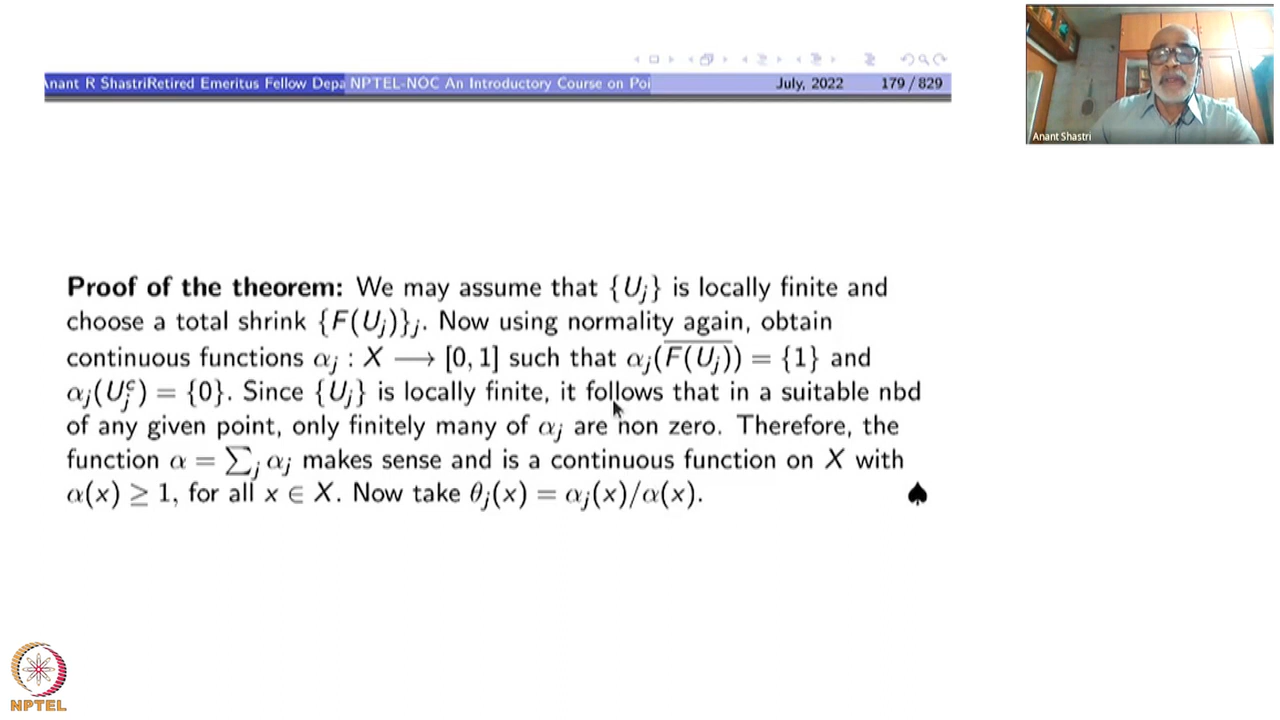 Anant R ShastriRetired Emeritus Fellow Depa NPTEL-NOC An Introductory Course on Poi July, 2022 179 / 829
Anant Shastri
Proof of the theorem: We may assume that {U_j} is locally finite and
choose a total shrink {F(U_j)}_j. Now using normality again, obtain
continuous functions α_j : X ⟶ [0, 1] such that α_j(\overline{F(U_j)}) = {1} and
α_j(U_j^c) = {0}. Since {U_j} is locally finite, it follows that in a suitable nbd
of any given point, only finitely many of α_j are non zero. Therefore, the
function α = ∑_j α_j makes sense and is a continuous function on X with
α(x) ≥ 1, for all x ∈ X. Now take θ_j(x) = α_j(x)/α(x). ♠
NPTEL